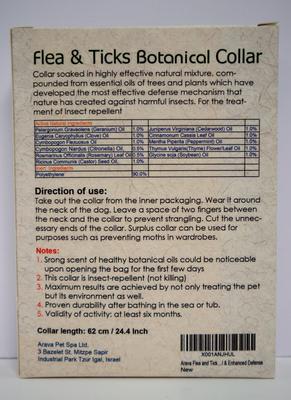 Flea & Ticks Botanical Collar
Collar soaked in highly effective natural mixture, com-
pounded from essential oils of trees and plants which have
developed the most effective defense mechanism that
nature has created against harmful insects. For the treat-
ment of Insect repellent
Active Natural Ingredients
Pelargonium Graveolens (Geranium) Oil 1.0% Juniperus Virginiana (Cedarwood) Oil 1.0%
Eugenia Caryophyllus (Clove) Oil 1.0% Cinnamomum Cassia Leaf Oil 1.0%
Cymbopogon Flexuosus Oil 1.0% Mentha Piperita (Peppermint) Oil 1.0%
Cymbopogon Nardus (Citronella) Oil 0.5% Thymus Vulgaris(Thyme) Flower/Leaf Oil 1.0%
Rosmarinus Officinalis (Rosemary) Leaf Oil 0.5% Glycine soja (Soybean) Oil 1.0%
Ricinus Communis (Castor) Seed Oil 1.0%
Inert Ingredients
Polyethylene 90.0%
Direction of use:
Take out the collar from the inner packaging. Wear it around
the neck of the dog. Leave a space of two fingers between
the neck and the collar to prevent strangling. Cut the unnec-
essary ends of the collar. Surplus collar can be used for
purposes such as preventing moths in wardrobes.
Notes:
1. Srong scent of healthy botanical oils could be noticeable
upon opening the bag for the first few days
2. This collar is insect-repellent (not killing)
3. Maximum results are achieved by not only treating the pet
but its environment as well.
4. Proven durability after bathing in the sea or tub.
5. Validity of activity: at least six months.
Collar length: 62 cm / 24.4 Inch
Arava Pet Spa Ltd.
3 Bazelet St. Mitzpe Sapir
Industrial Park Tzur Igal, Israel
X001ANJHUL
Arava Flea and Tick ...l & Enhanced Defense
New